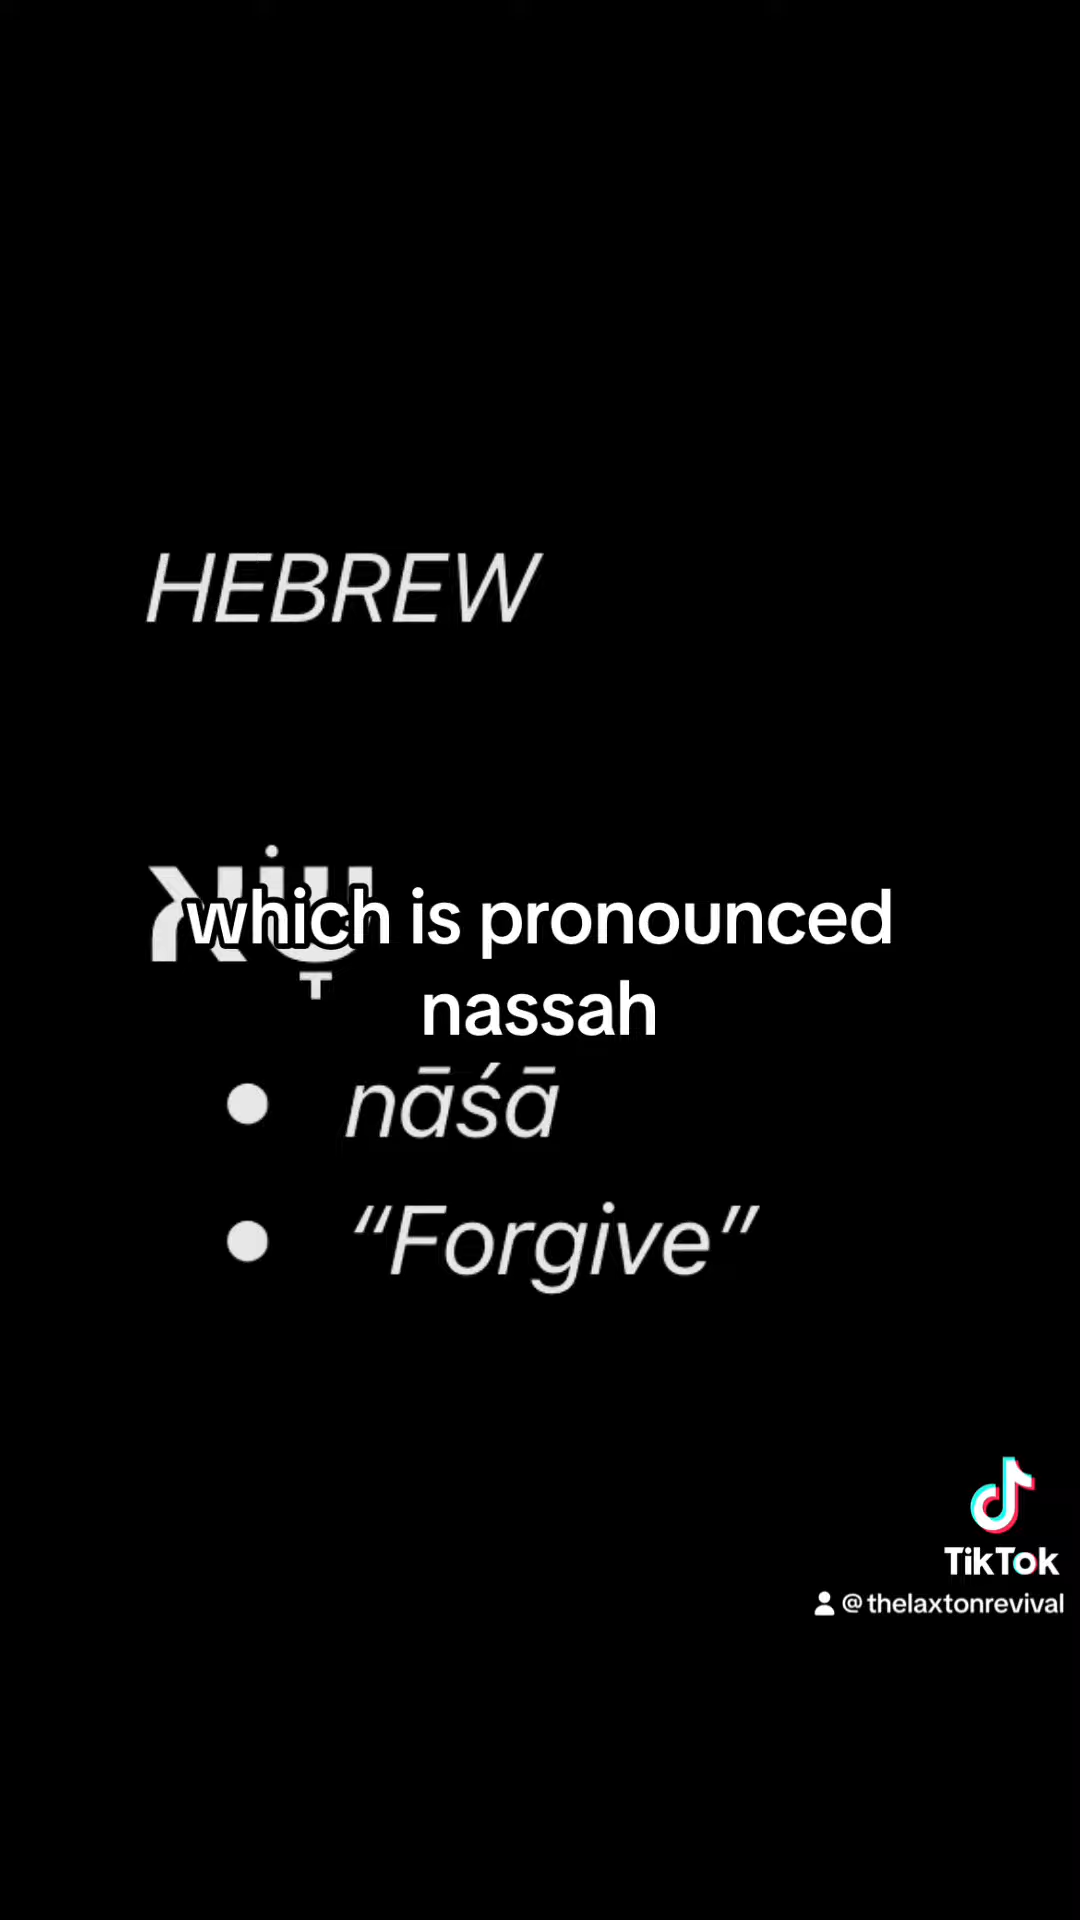 HEBREW
which is pronounced
nassah
• nāśā
• “Forgive”
TikTok
@thelaxtonrevival